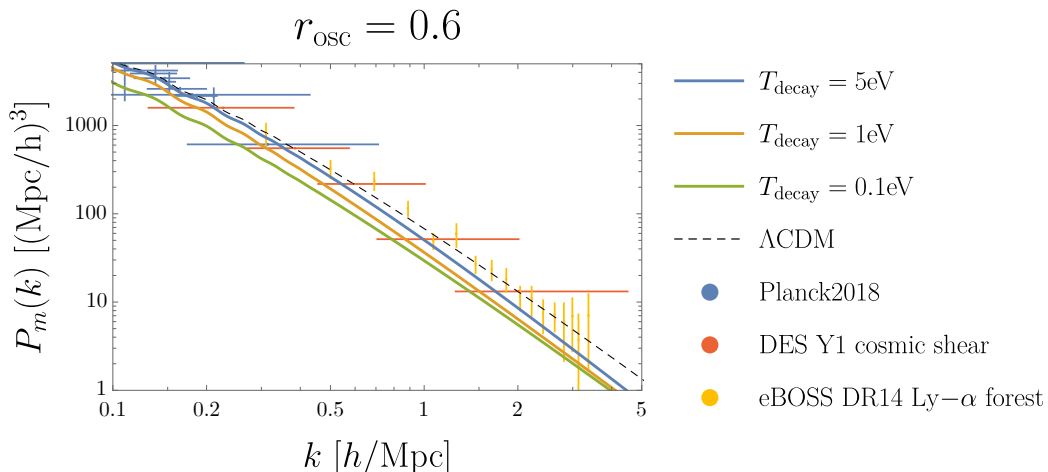 r_osc = 0.6
P_m(k) [(Mpc/h)^3]
1000
100
10
1
0.1 0.2 0.5 1 2 5
k [h/Mpc]
T_decay = 5eV
T_decay = 1eV
T_decay = 0.1eV
ΛCDM
Planck2018
DES Y1 cosmic shear
eBOSS DR14 Ly−α forest